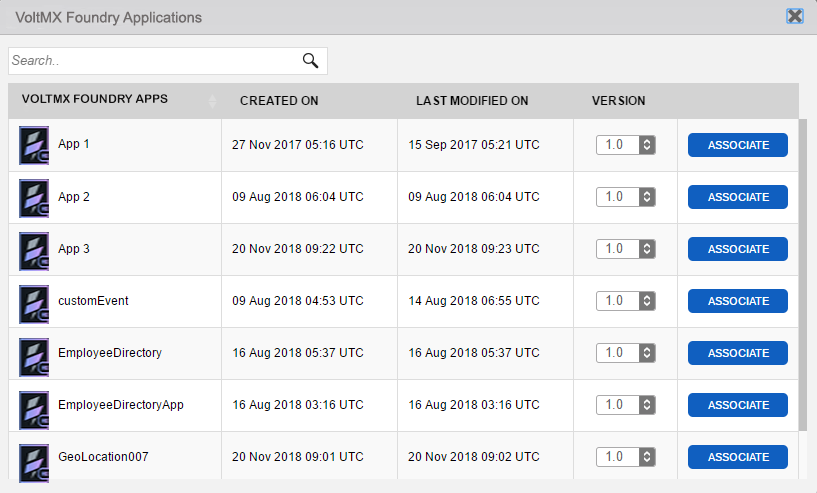 VoltMX Foundry Applications
Search..
VOLTMX FOUNDRY APPS CREATED ON LAST MODIFIED ON VERSION
App 1 27 Nov 2017 05:16 UTC 15 Sep 2017 05:21 UTC 1.0 ASSOCIATE
App 2 09 Aug 2018 06:04 UTC 09 Aug 2018 06:04 UTC 1.0 ASSOCIATE
App 3 20 Nov 2018 09:22 UTC 20 Nov 2018 09:23 UTC 1.0 ASSOCIATE
customEvent 09 Aug 2018 04:53 UTC 14 Aug 2018 06:55 UTC 1.0 ASSOCIATE
EmployeeDirectory 16 Aug 2018 05:37 UTC 16 Aug 2018 05:37 UTC 1.0 ASSOCIATE
EmployeeDirectoryApp 16 Aug 2018 03:16 UTC 16 Aug 2018 03:16 UTC 1.0 ASSOCIATE
GeoLocation007 20 Nov 2018 09:01 UTC 20 Nov 2018 09:02 UTC 1.0 ASSOCIATE